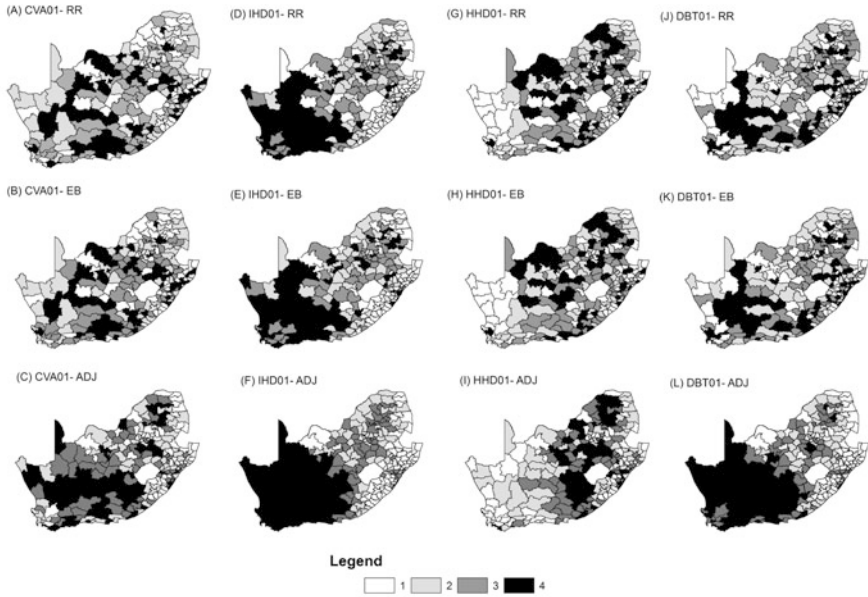 (A) CVA01- RR
(D) IHD01- RR
(G) HHD01- RR
(J) DBT01- RR
(B) CVA01- EB
(E) IHD01- EB
(H) HHD01- EB
(K) DBT01- EB
(C) CVA01- ADJ
(F) IHD01- ADJ
(I) HHD01- ADJ
(L) DBT01- ADJ
Legend
1 2 3 4